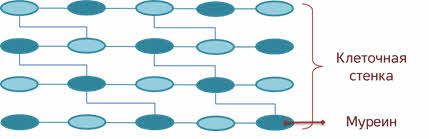 Клеточная
стенка
Муреин